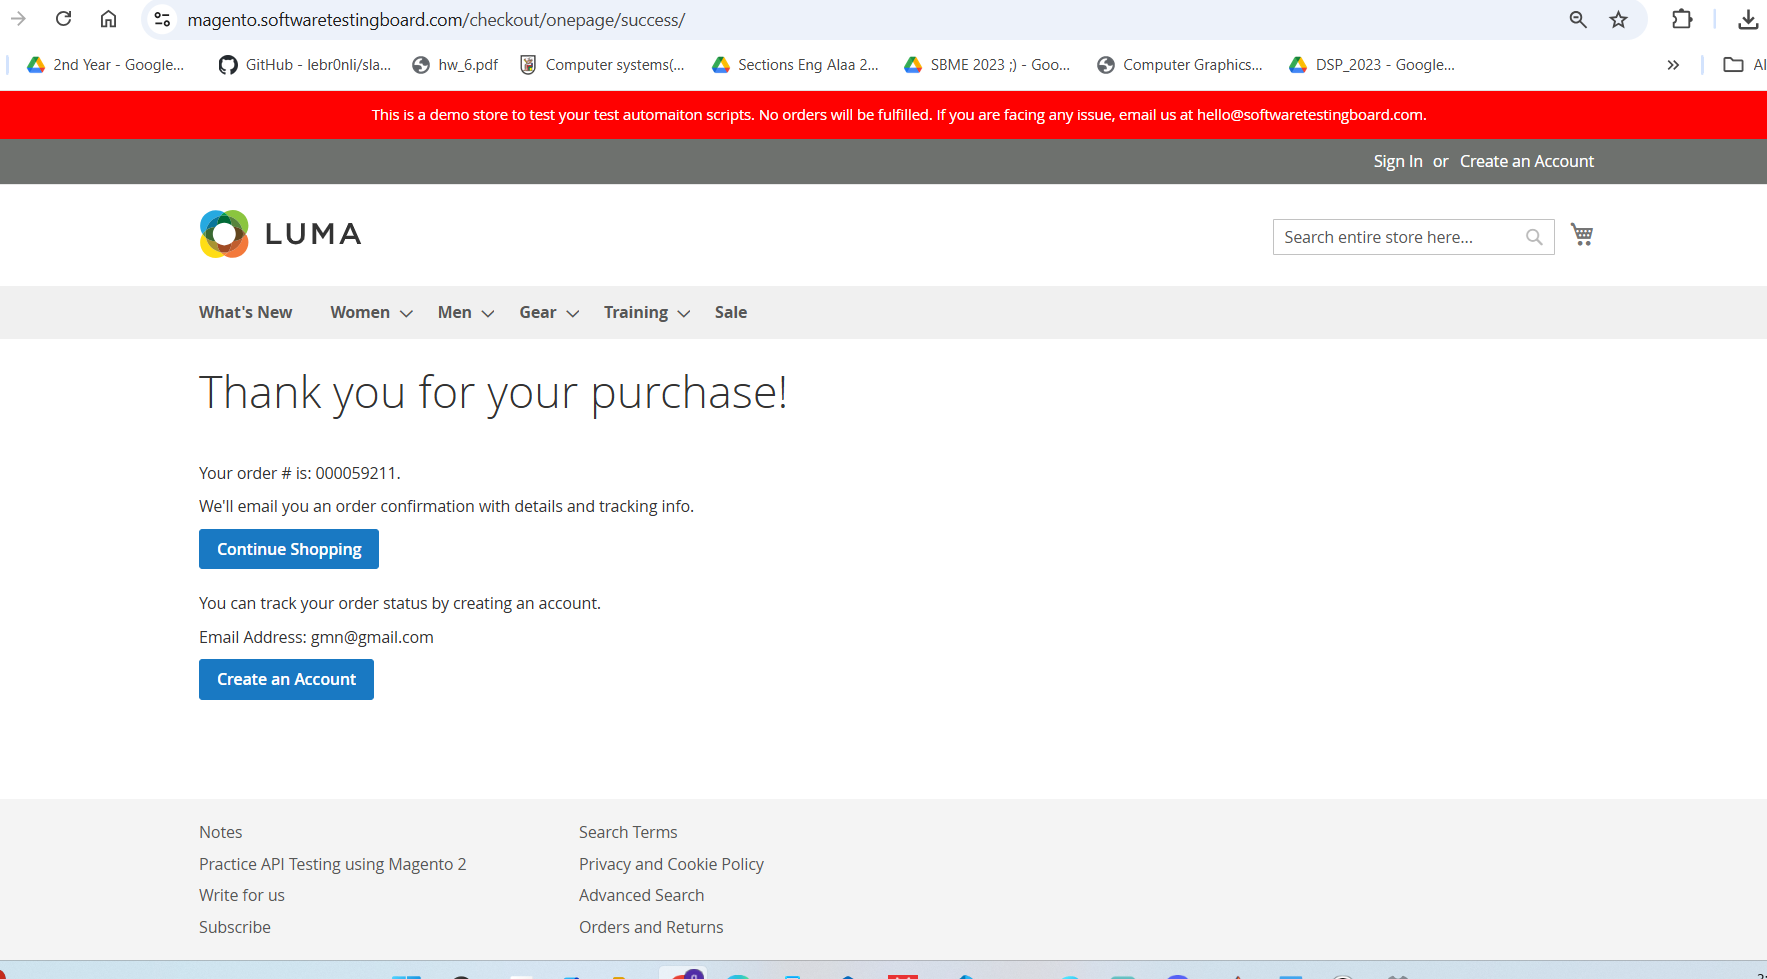 magento.softwaretestingboard.com/checkout/onepage/success/
2nd Year - Google... GitHub - lebr0nli/sla... hw_6.pdf Computer systems(... Sections Eng Alaa 2... SBME 2023 ;) - Goo... Computer Graphics... DSP_2023 - Google... »
This is a demo store to test your test automaiton scripts. No orders will be fulfilled. If you are facing any issue, email us at hello@softwaretestingboard.com.
Sign In or Create an Account
LUMA
Search entire store here...
What's New Women Men Gear Training Sale
Thank you for your purchase!
Your order # is: 000059211.
We'll email you an order confirmation with details and tracking info.
Continue Shopping
You can track your order status by creating an account.
Email Address: gmn@gmail.com
Create an Account
Notes
Practice API Testing using Magento 2
Write for us
Subscribe
Search Terms
Privacy and Cookie Policy
Advanced Search
Orders and Returns